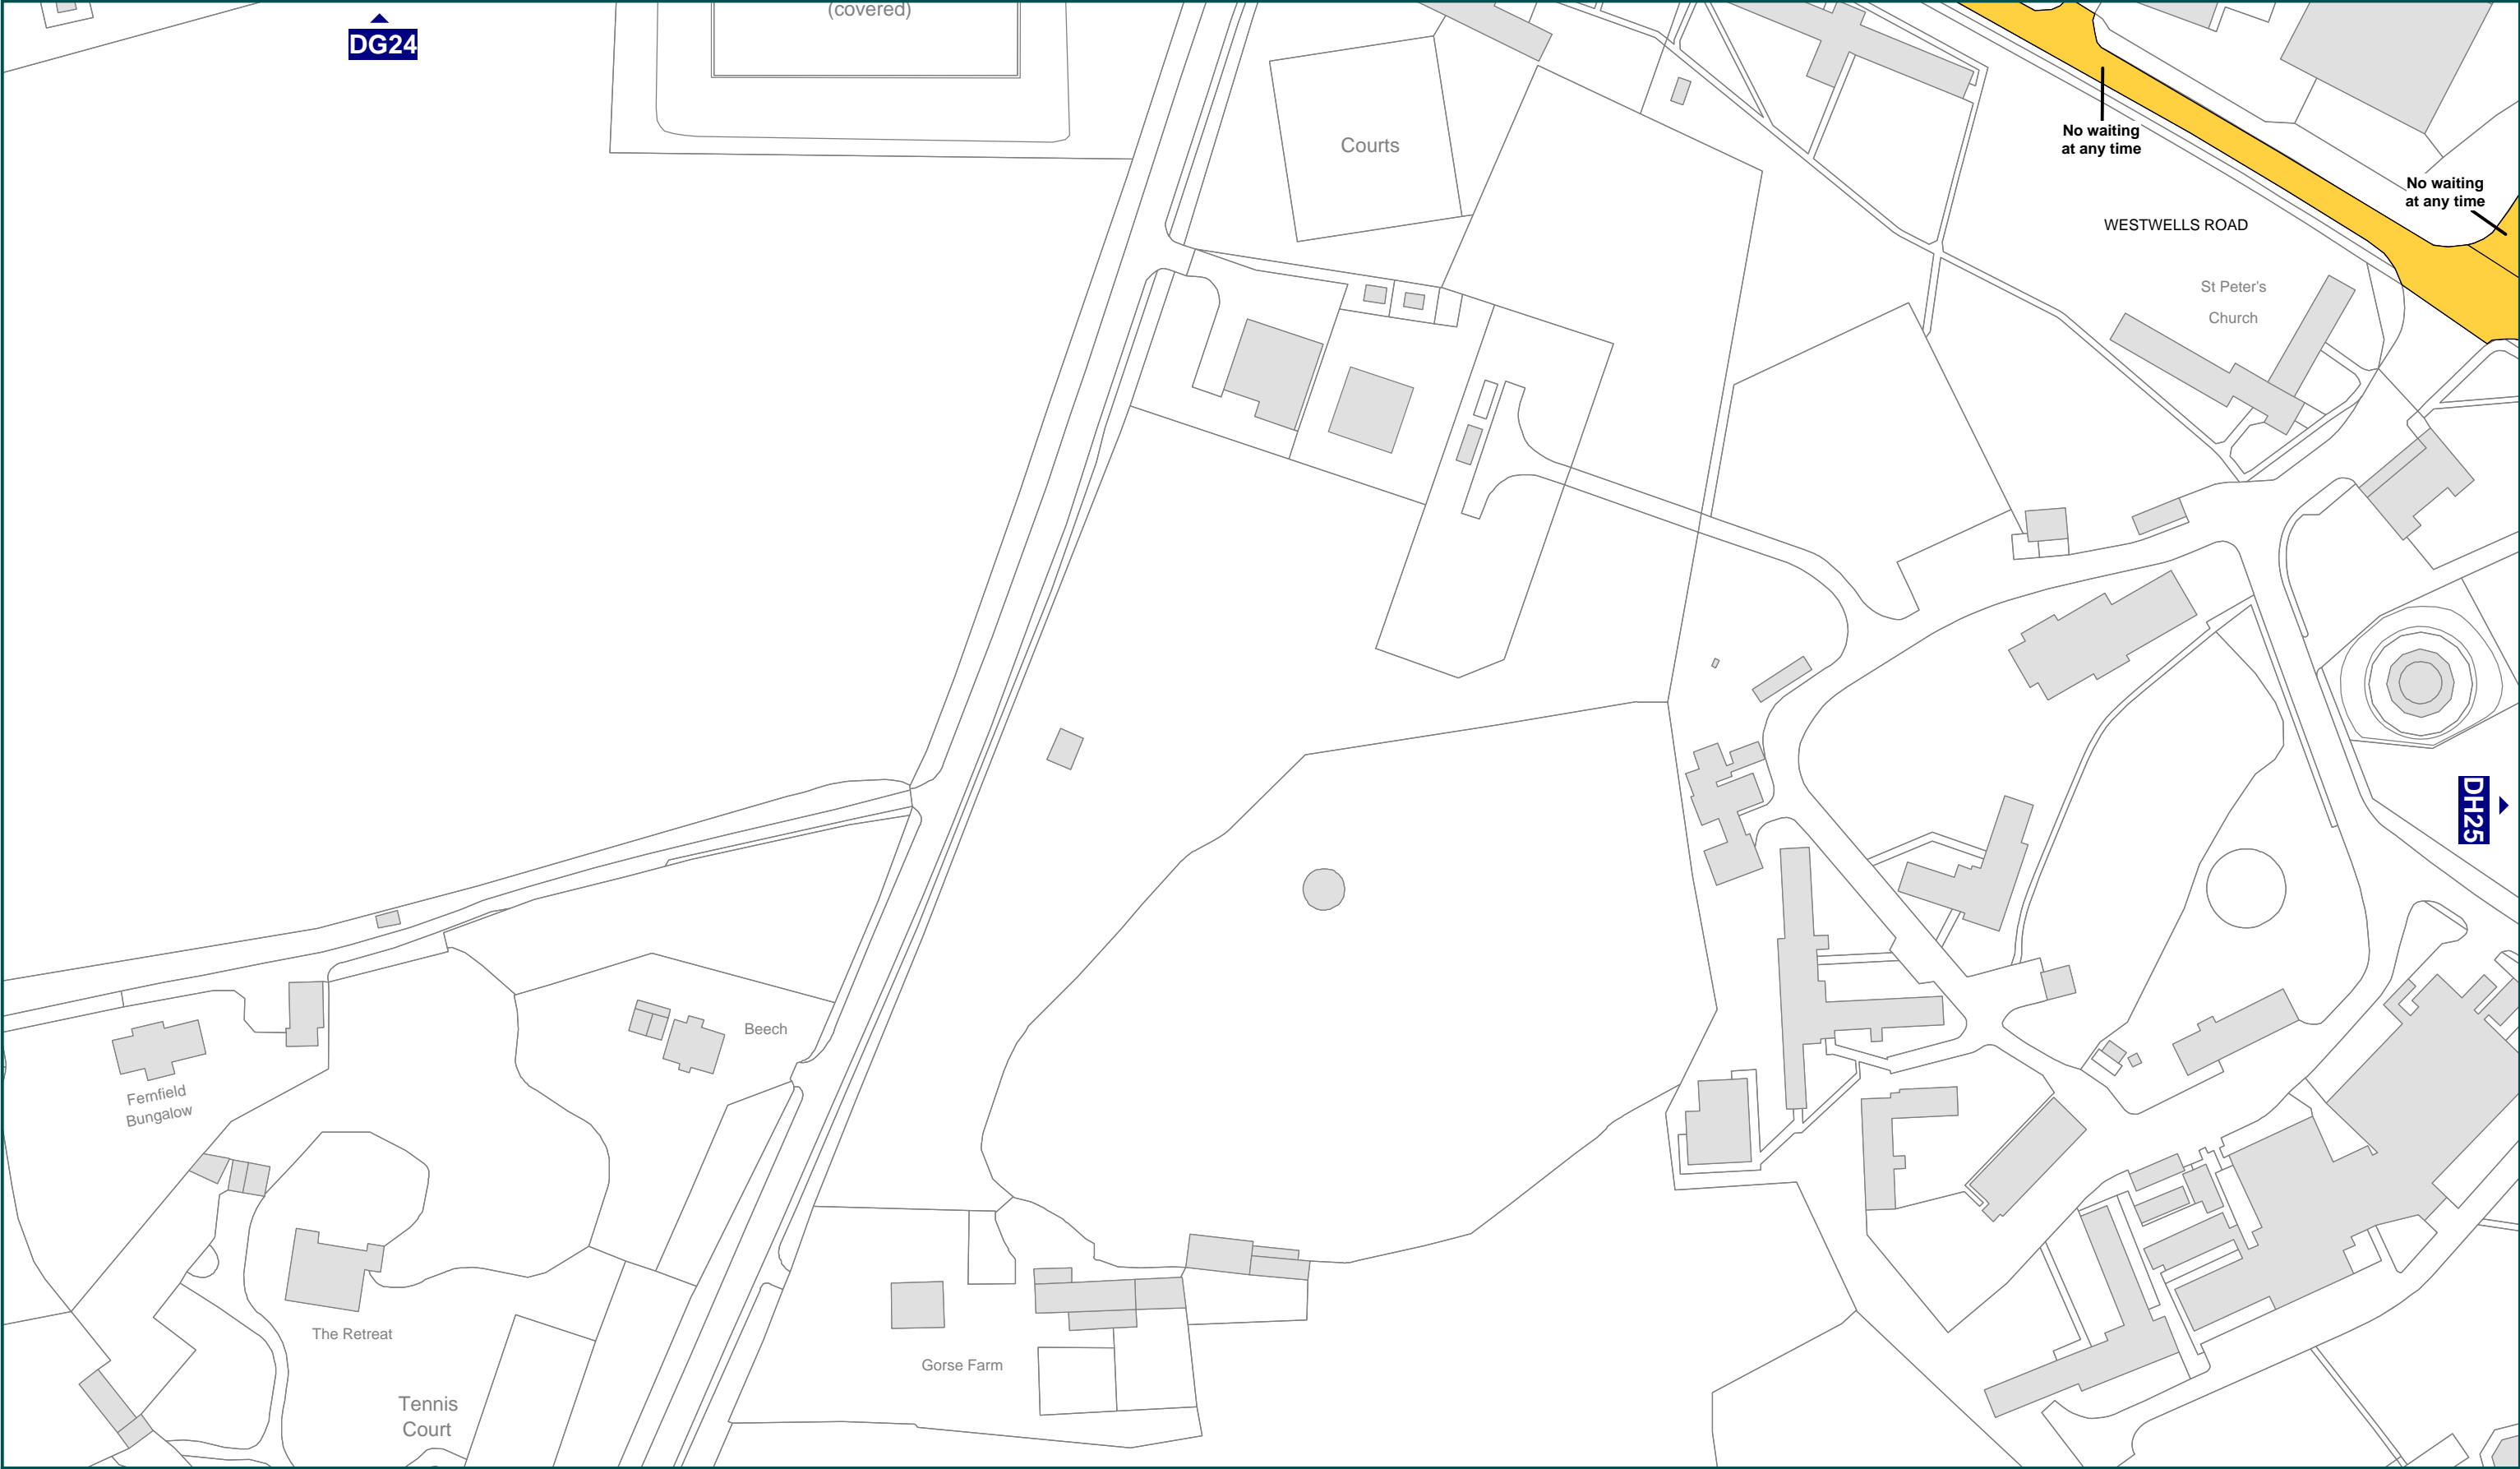 (covered)
DG24
Courts
No waiting
at any time
No waiting
at any time
WESTWELLS ROAD
St Peter's
Church
DH25
Beech
Fernfield
Bungalow
The Retreat
Gorse Farm
Tennis
Court